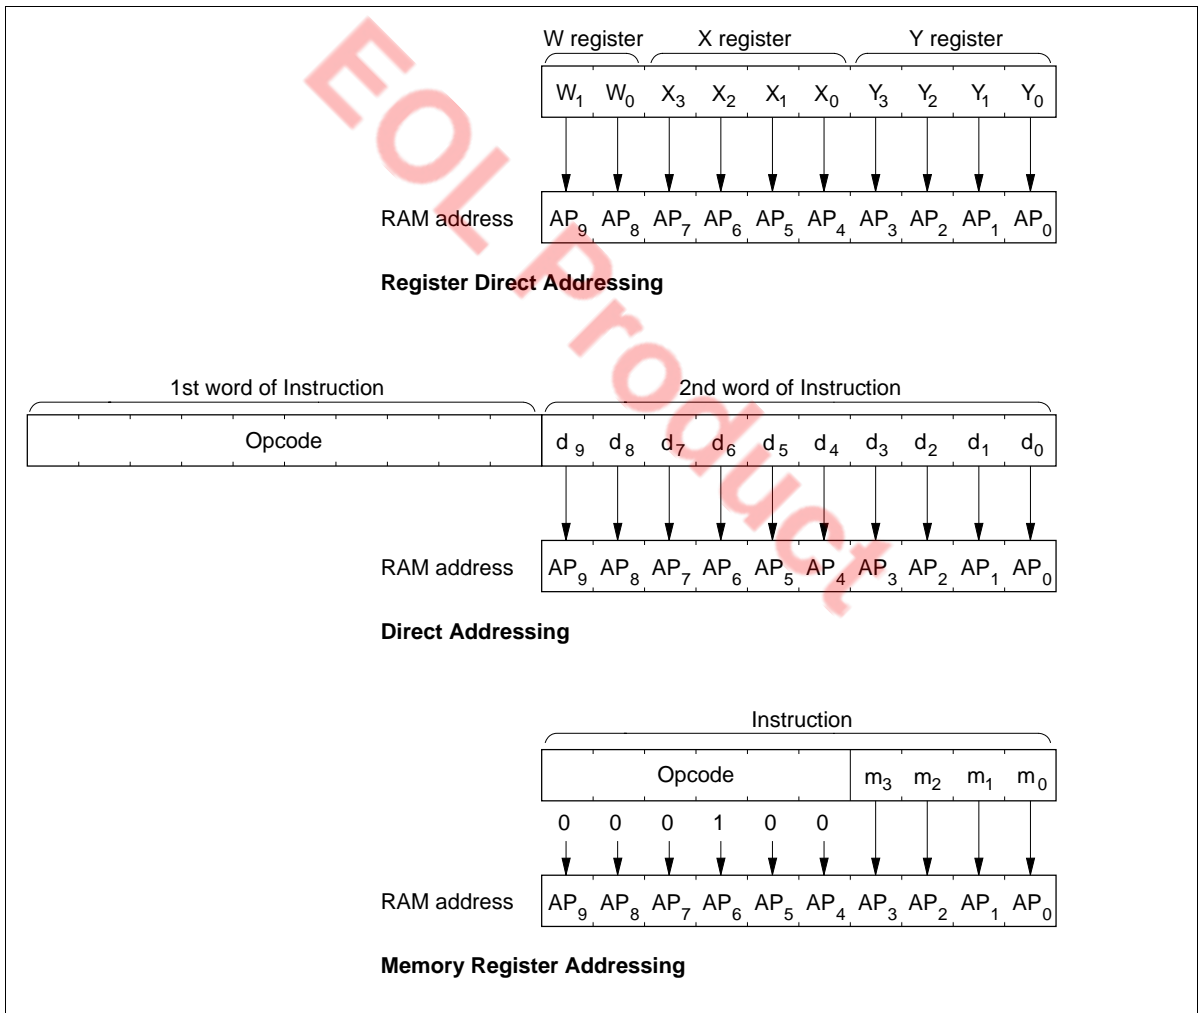 W register X register Y register
W1 W0 X3 X2 X1 X0 Y3 Y2 Y1 Y0
RAM address AP9 AP8 AP7 AP6 AP5 AP4 AP3 AP2 AP1 AP0
Register Direct Addressing
1st word of Instruction 2nd word of Instruction
Opcode d9 d8 d7 d6 d5 d4 d3 d2 d1 d0
RAM address AP9 AP8 AP7 AP6 AP5 AP4 AP3 AP2 AP1 AP0
Direct Addressing
Instruction
Opcode m3 m2 m1 m0
0 0 0 1 0 0
RAM address AP9 AP8 AP7 AP6 AP5 AP4 AP3 AP2 AP1 AP0
Memory Register Addressing
EOL Product